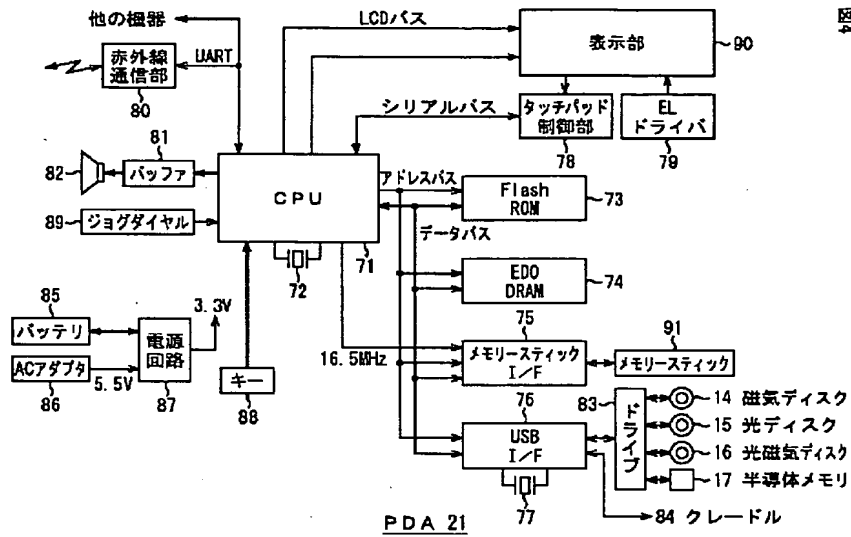 図4
他の機器
LCDバス
表示部
90
赤外線
通信部
UART
80
シリアルバス
タッチパッド
制御部
78
EL
ドライバ
79
81
82
バッファ
CPU
アドレスバス
Flash
ROM
73
89
ジョグダイヤル
データバス
71
72
EDO
DRAM
74
85
3.3V
バッテリ
電源
回路
ACアダプタ
5.5V
86
87
キー
88
16.5MHz
75
メモリースティック
I/F
91
メモリースティック
76
USB
I/F
77
83
ドライブ
14 磁気ディスク
15 光ディスク
16 光磁気ディスク
17 半導体メモリ
84 クレードル
PDA 21